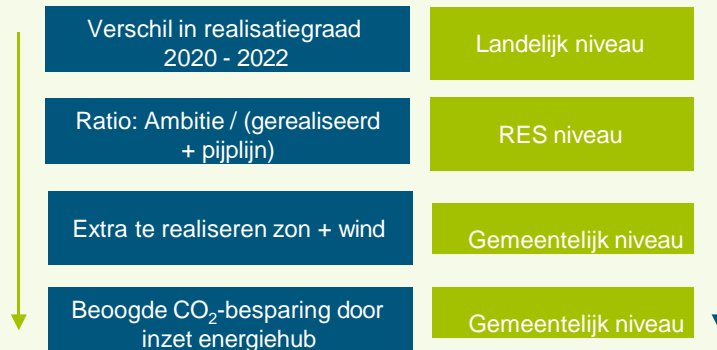 Verschil in realisatiegraad
2020 - 2022
Landelijk niveau
Ratio: Ambitie / (gerealiseerd
+ pijplijn)
RES niveau
Extra te realiseren zon + wind
Gemeentelijk niveau
Beoogde CO₂-besparing door
inzet energiehub
Gemeentelijk niveau